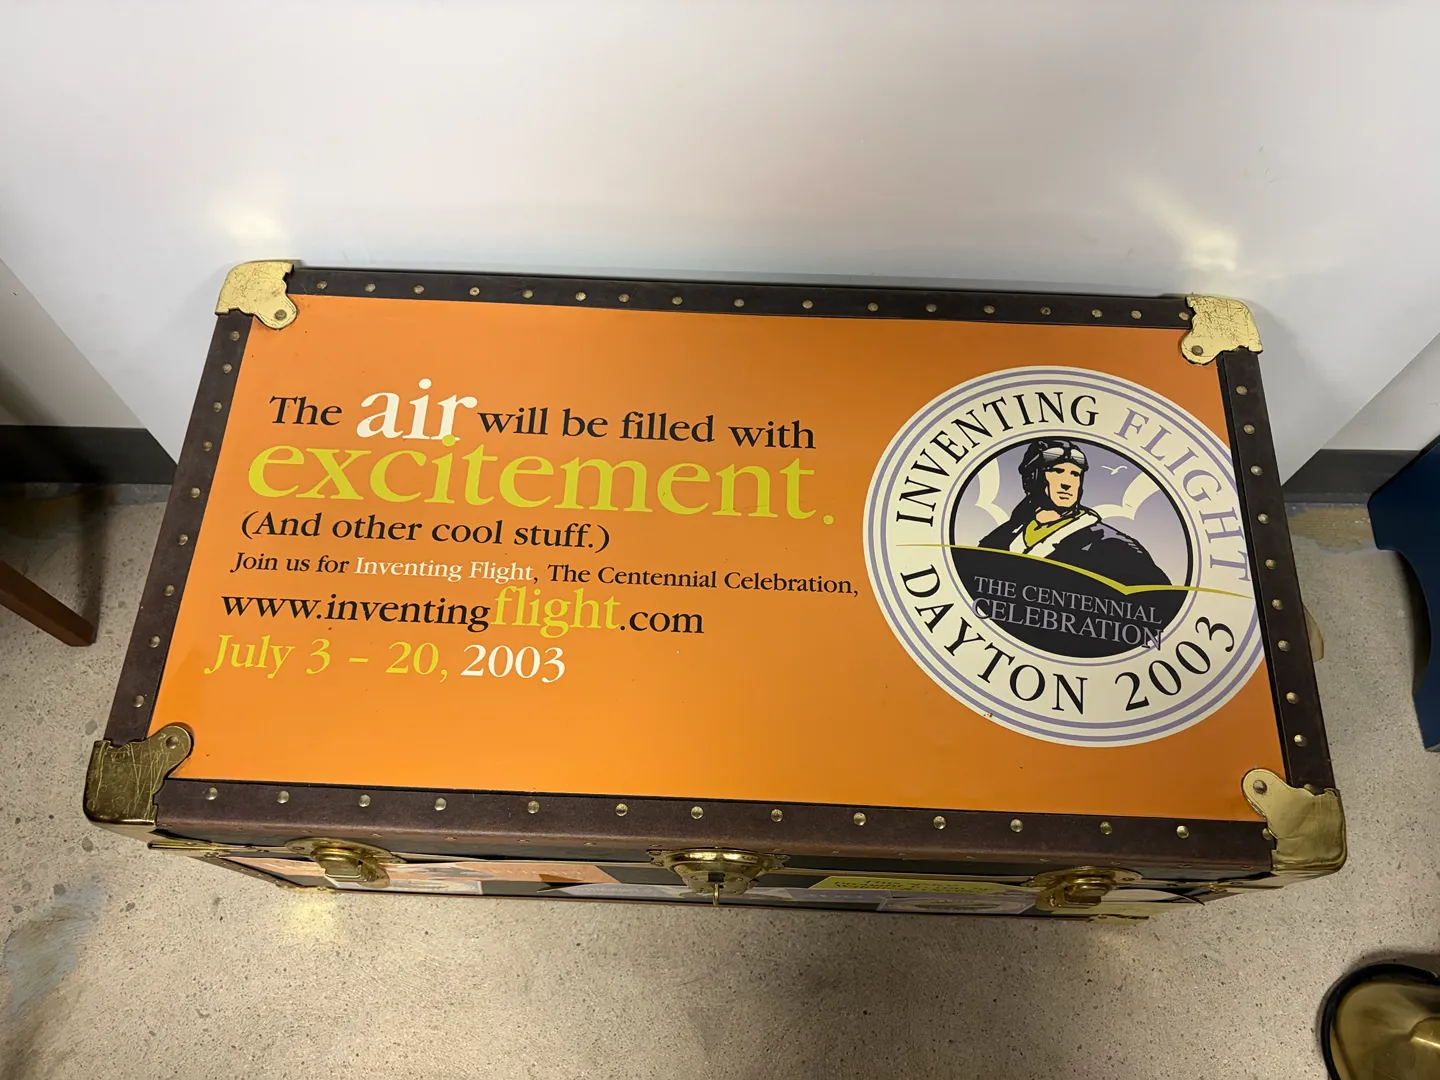 The air will be filled with
excitement.
(And other cool stuff.)
Join us for Inventing Flight, The Centennial Celebration,
www.inventingflight.com
July 3 – 20, 2003
INVENTING FLIGHT
THE CENTENNIAL
CELEBRATION
DAYTON 2003